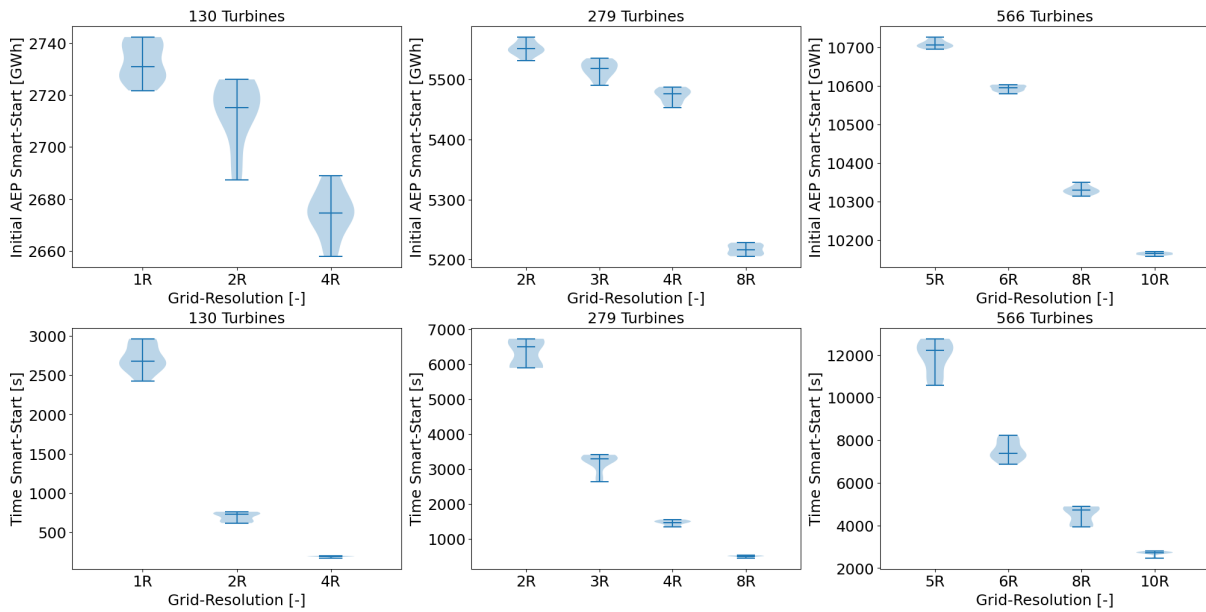 130 Turbines
Initial AEP Smart-Start [GWh]
2740
2720
2700
2680
2660
1R 2R 4R
Grid-Resolution [-]
279 Turbines
Initial AEP Smart-Start [GWh]
5500
5400
5300
5200
2R 3R 4R 8R
Grid-Resolution [-]
566 Turbines
Initial AEP Smart-Start [GWh]
10700
10600
10500
10400
10300
10200
5R 6R 8R 10R
Grid-Resolution [-]
130 Turbines
Time Smart-Start [s]
3000
2500
2000
1500
1000
500
1R 2R 4R
Grid-Resolution [-]
279 Turbines
Time Smart-Start [s]
7000
6000
5000
4000
3000
2000
1000
2R 3R 4R 8R
Grid-Resolution [-]
566 Turbines
Time Smart-Start [s]
12000
10000
8000
6000
4000
2000
5R 6R 8R 10R
Grid-Resolution [-]